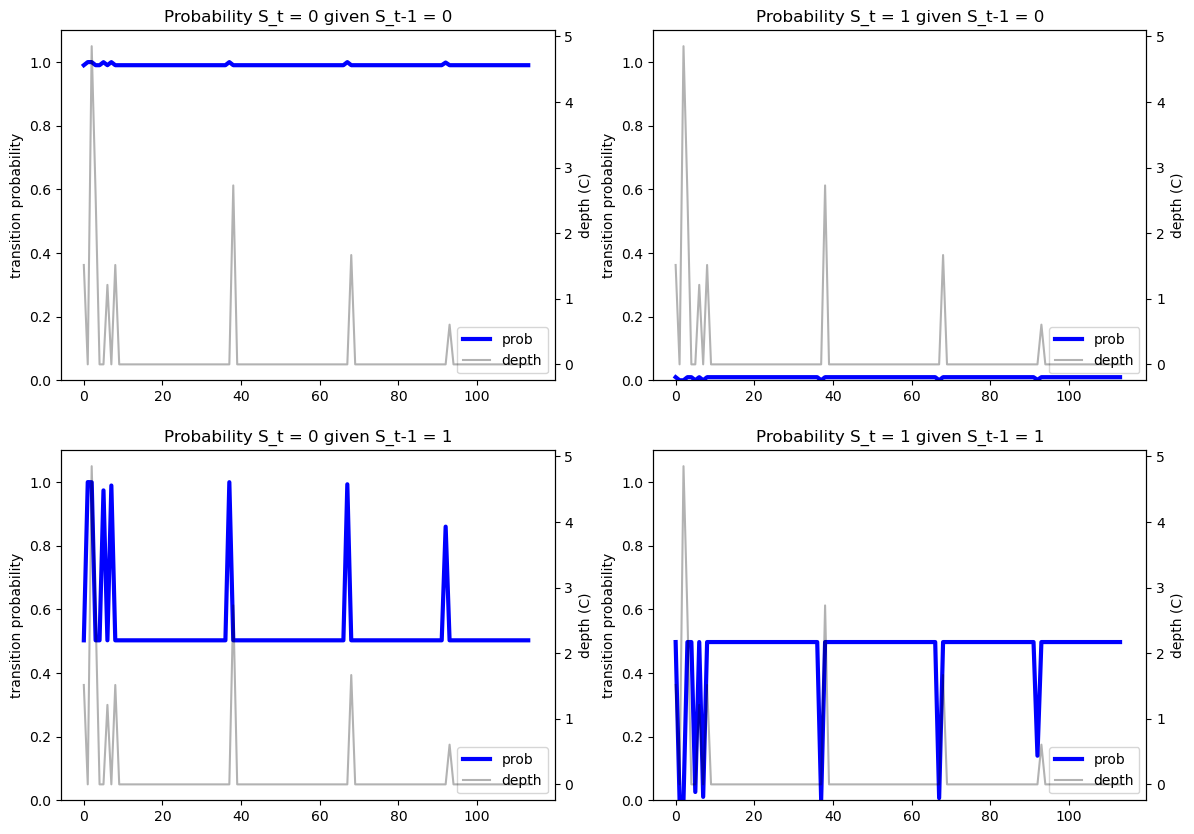 Probability S_t = 0 given S_t-1 = 0
transition probability
1.0
0.8
0.6
0.4
0.2
0.0
5
4
3
2
1
0
depth (C)
prob
depth
0 20 40 60 80 100
Probability S_t = 1 given S_t-1 = 0
transition probability
1.0
0.8
0.6
0.4
0.2
0.0
5
4
3
2
1
0
depth (C)
prob
depth
0 20 40 60 80 100
Probability S_t = 0 given S_t-1 = 1
transition probability
1.0
0.8
0.6
0.4
0.2
0.0
5
4
3
2
1
0
depth (C)
prob
depth
0 20 40 60 80 100
Probability S_t = 1 given S_t-1 = 1
transition probability
1.0
0.8
0.6
0.4
0.2
0.0
5
4
3
2
1
0
depth (C)
prob
depth
0 20 40 60 80 100